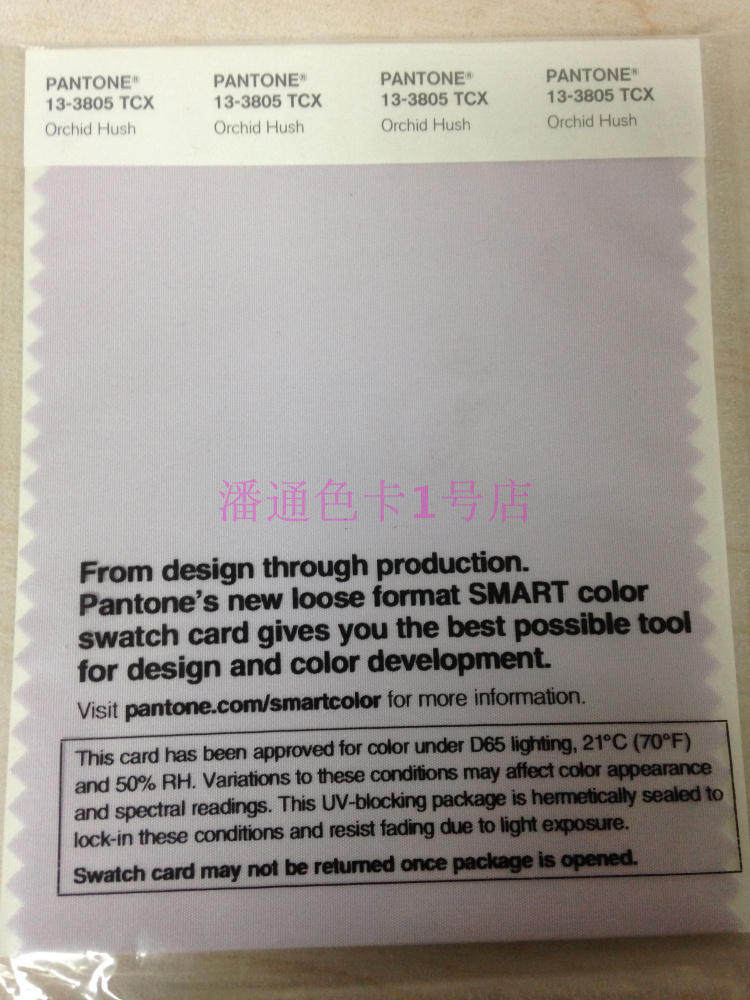 PANTONE® PANTONE® PANTONE® PANTONE®
13-3805 TCX 13-3805 TCX 13-3805 TCX 13-3805 TCX
Orchid Hush Orchid Hush Orchid Hush Orchid Hush
潘通色卡1号店
From design through production.
Pantone's new loose format SMART color
swatch card gives you the best possible tool
for design and color development.
Visit pantone.com/smartcolor for more information.
This card has been approved for color under D65 lighting, 21°C (70°F)
and 50% RH. Variations to these conditions may affect color appearance
and spectral readings. This UV-blocking package is hermetically sealed to
lock-in these conditions and resist fading due to light exposure.
Swatch card may not be returned once package is opened.